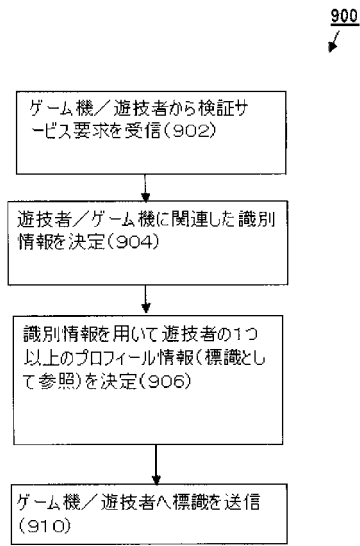 900
ゲーム機／遊技者から検証サ
ービス要求を受信(902)
遊技者／ゲーム機に関連した識別
情報を決定(904)
識別情報を用いて遊技者の1つ
以上のプロフィール情報(標識とし
て参照)を決定(906)
ゲーム機／遊技者へ標識を送信
(910)